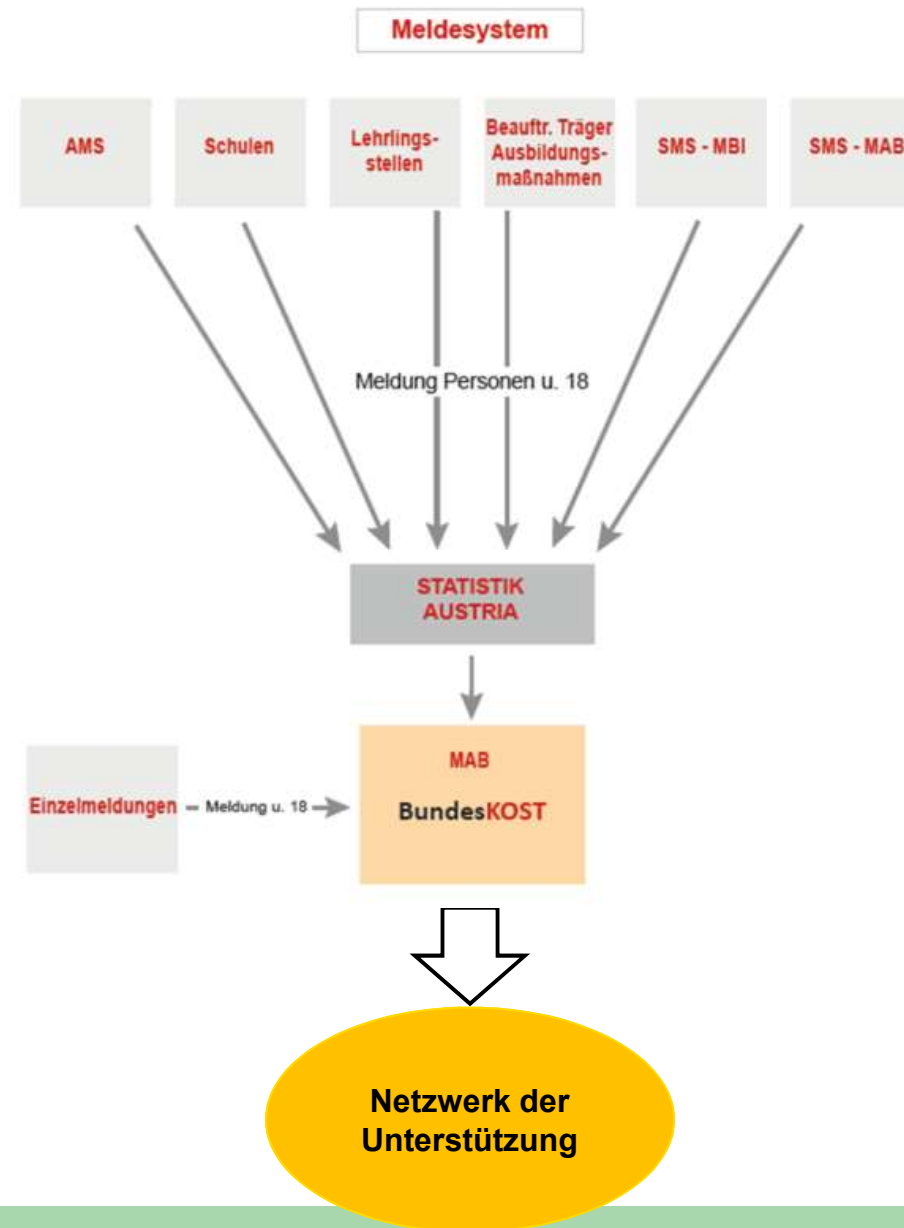 Meldesystem
AMS
Schulen
Lehrlings-
stellen
Beauftr. Träger
Ausbildungs-
maßnahmen
SMS - MBI
SMS - MAB
Meldung Personen u. 18
STATISTIK
AUSTRIA
Einzelmeldungen
Meldung u. 18
MAB
BundesKOST
Netzwerk der
Unterstützung